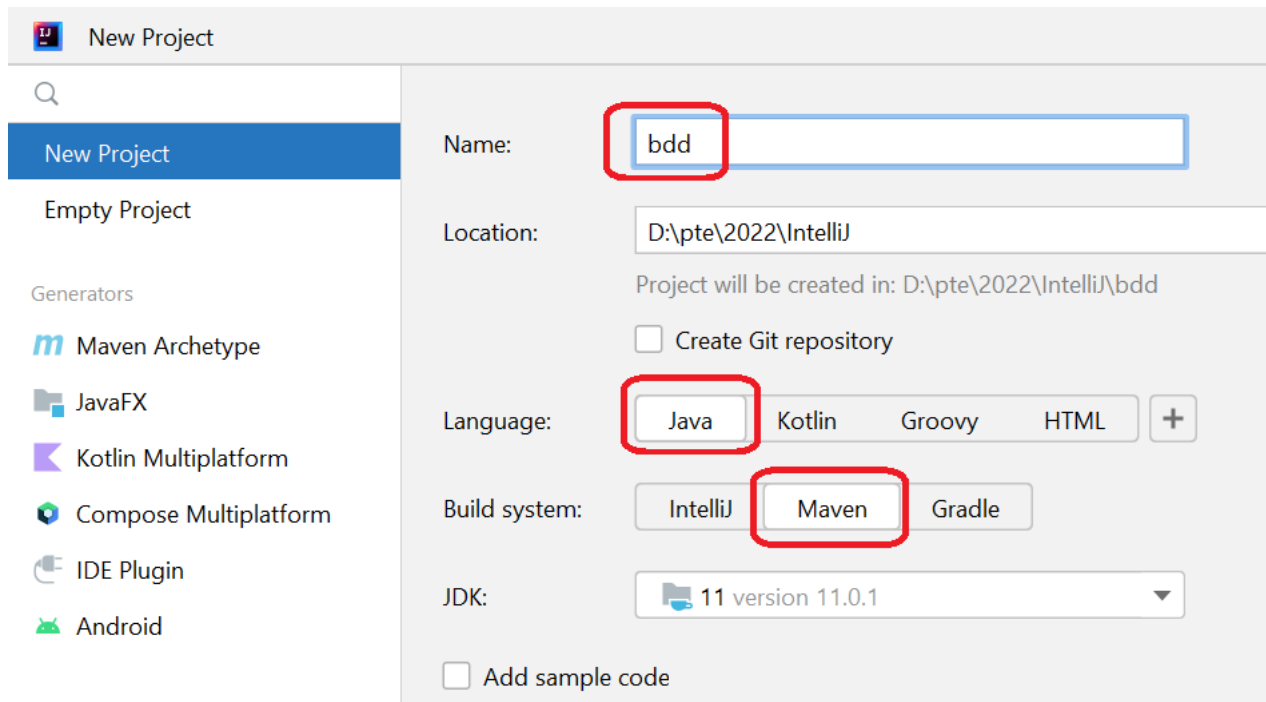 New Project
New Project
Empty Project
Generators
Maven Archetype
JavaFX
Kotlin Multiplatform
Compose Multiplatform
IDE Plugin
Android
Name: bdd
Location: D:\pte\2022\IntelliJ
Project will be created in: D:\pte\2022\IntelliJ\bdd
Create Git repository
Language: Java Kotlin Groovy HTML +
Build system: IntelliJ Maven Gradle
JDK: 11 version 11.0.1
Add sample code